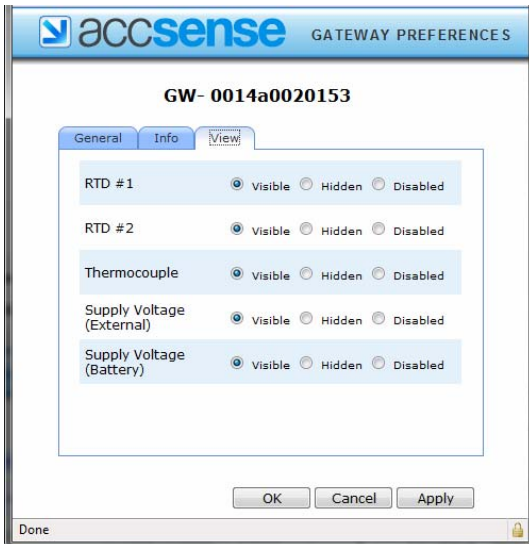 accsense GATEWAY PREFERENCES
GW- 0014a0020153
General Info View
RTD #1 Visible Hidden Disabled
RTD #2 Visible Hidden Disabled
Thermocouple Visible Hidden Disabled
Supply Voltage
(External) Visible Hidden Disabled
Supply Voltage
(Battery) Visible Hidden Disabled
OK Cancel Apply
Done